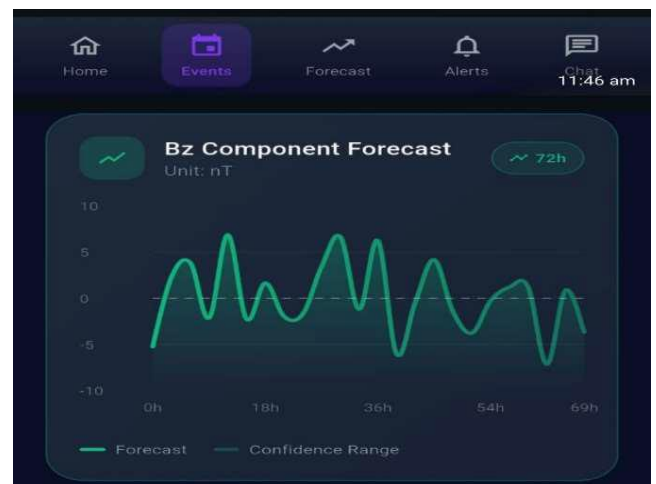 Home Events Forecast Alerts Chat
11:46 am
Bz Component Forecast
Unit: nT
72h
10
5
0
-5
-10
0h 18h 36h 54h 69h
Forecast Confidence Range